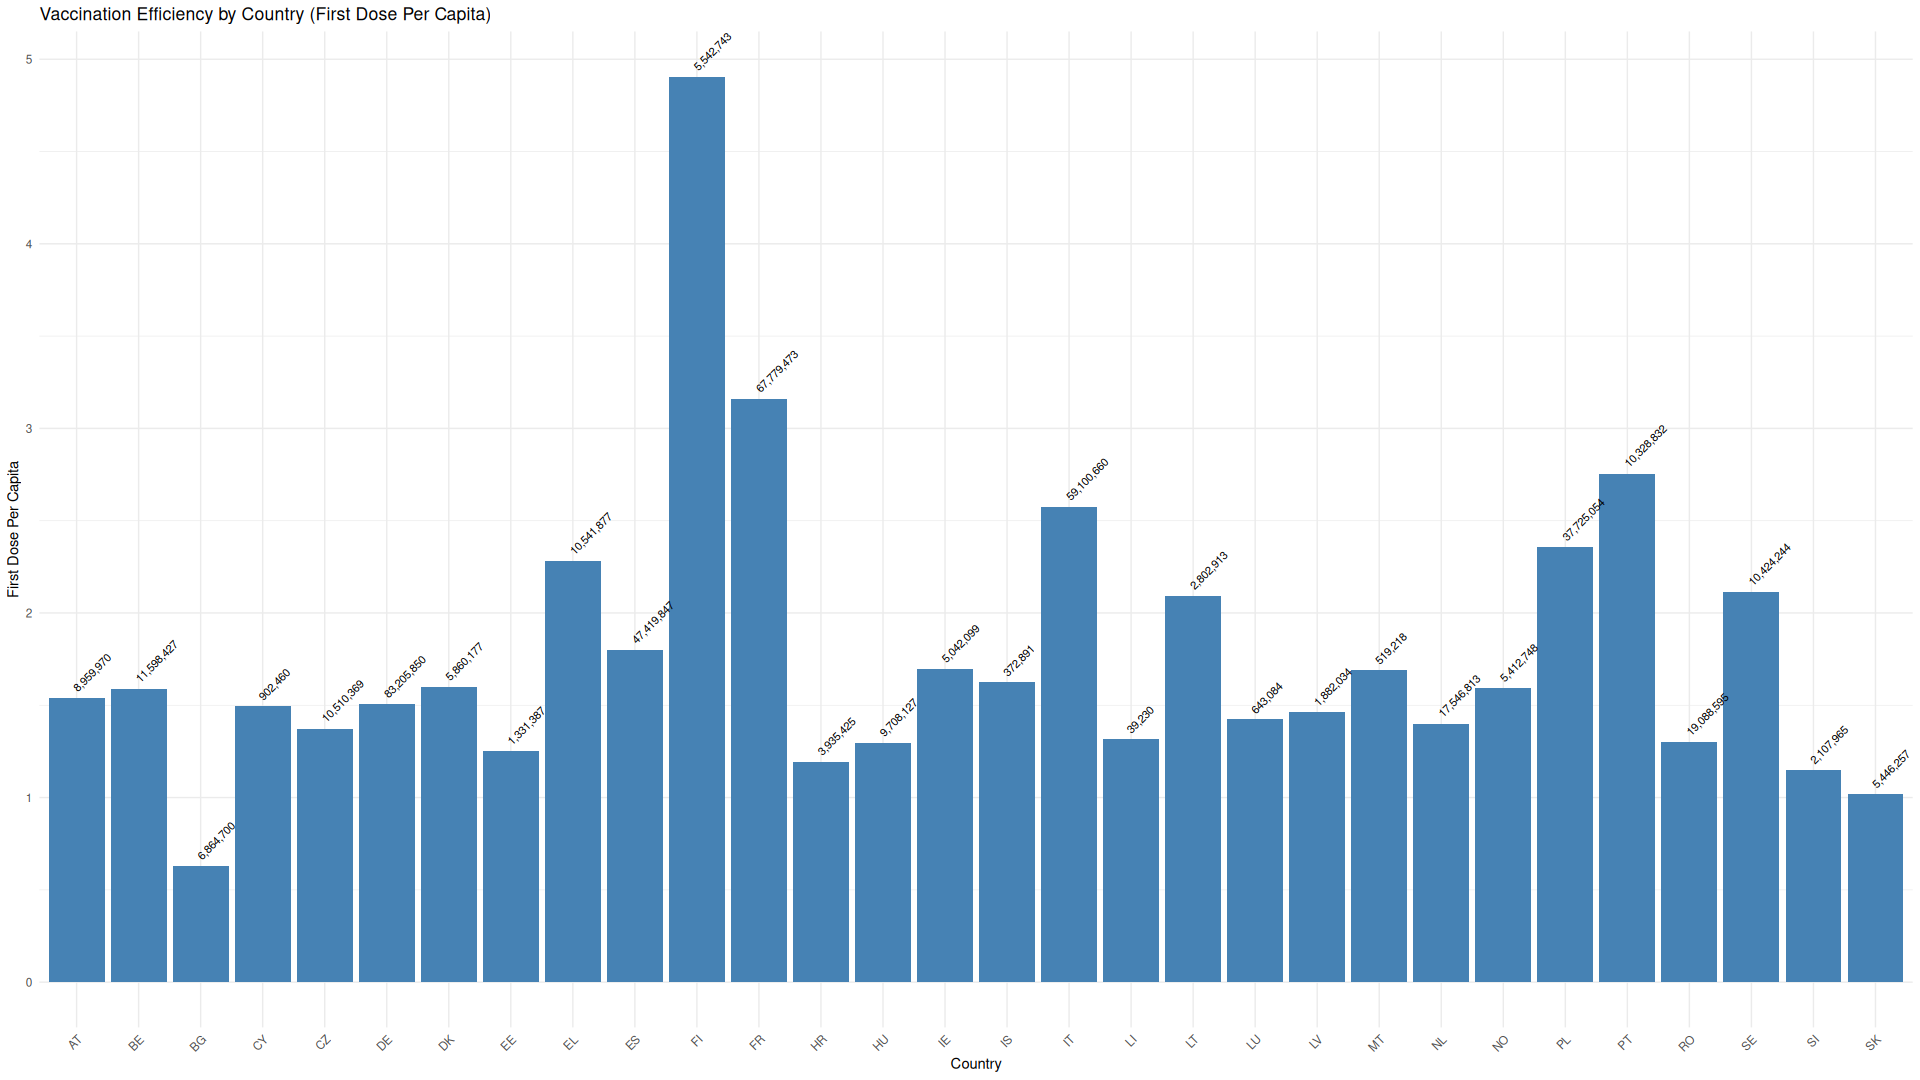 Vaccination Efficiency by Country (First Dose Per Capita)
First Dose Per Capita
5
4
3
2
1
0
8,959,970
11,598,427
6,864,700
902,460
10,510,369
83,205,850
5,860,177
1,331,387
10,541,877
47,419,847
5,542,743
67,779,473
3,935,425
9,708,127
5,042,099
372,891
59,100,660
39,230
2,802,913
643,084
1,882,034
519,218
17,546,813
5,412,748
37,725,054
10,328,832
19,088,595
10,424,244
2,107,965
5,446,257
AT
BE
BG
CY
CZ
DE
DK
EE
EL
ES
FI
FR
HR
HU
IE
IS
IT
LI
LT
LU
LV
MT
NL
NO
PL
PT
RO
SE
SI
SK
Country